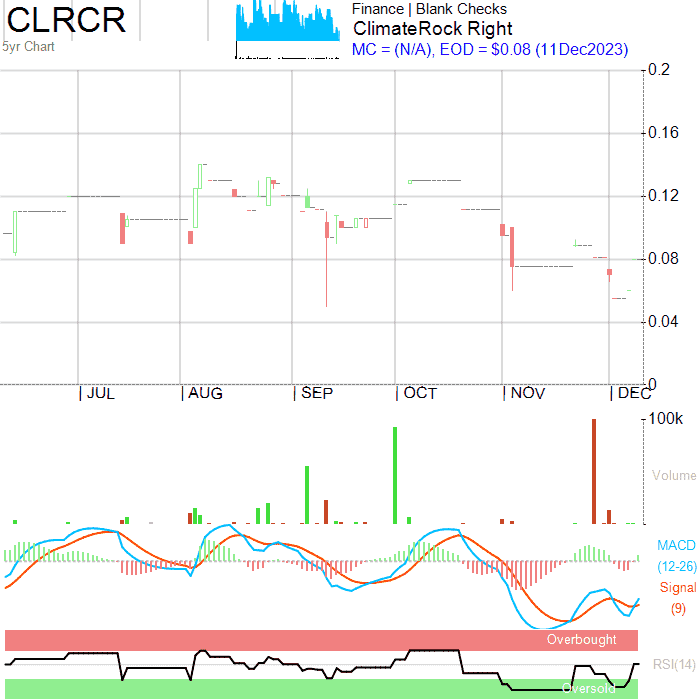 CLRCR
5yr Chart
Finance | Blank Checks
ClimateRock Right
MC = (N/A), EOD = $0.08 (11Dec2023)
0.2
0.16
0.12
0.08
0.04
0
| JUL | AUG | SEP | OCT | NOV | DEC
100k
Volume
MACD
(12-26)
Signal
(9)
Overbought
RSI(14)
Oversold